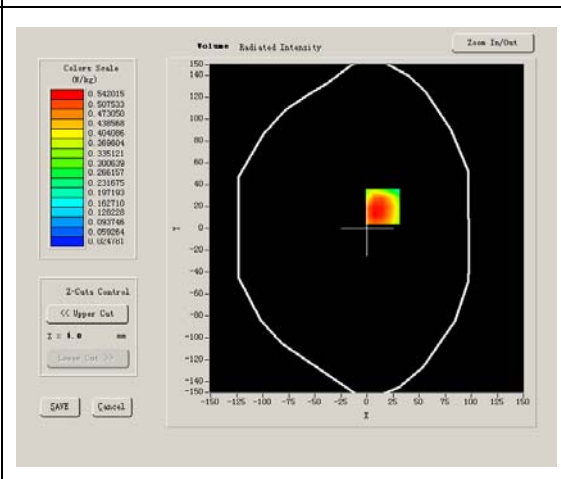 Volume Radiated Intensity
Zoom In/Out
Colors Scale
(W/kg)
0.542015
0.507533
0.473050
0.438568
0.404086
0.369604
0.335121
0.300639
0.266157
0.231675
0.197193
0.162710
0.128228
0.093746
0.059264
0.024781
Z-Cuts Control
<< Upper Cut
mm
Lower Cut >>
SAVE
Cancel
150
140
120
100
80
60
40
20
0
-20
-40
-60
-80
-100
-120
-140
-150
Y
-150 -125 -100 -75 -50 -25 0 25 50 75 100 125 150
X